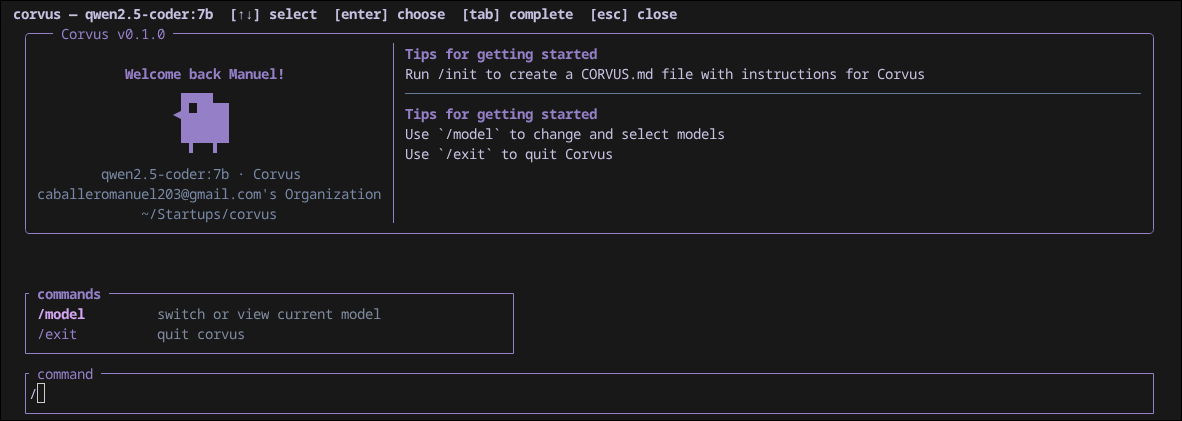 corvus — qwen2.5-coder:7b  [↑↓] select  [enter] choose  [tab] complete  [esc] close
Corvus v0.1.0
Welcome back Manuel!
qwen2.5-coder:7b · Corvus
caballeromanuel203@gmail.com's Organization
~/Startups/corvus
Tips for getting started
Run /init to create a CORVUS.md file with instructions for Corvus
Tips for getting started
Use `/model` to change and select models
Use `/exit` to quit Corvus
commands
/model switch or view current model
/exit quit corvus
command
/